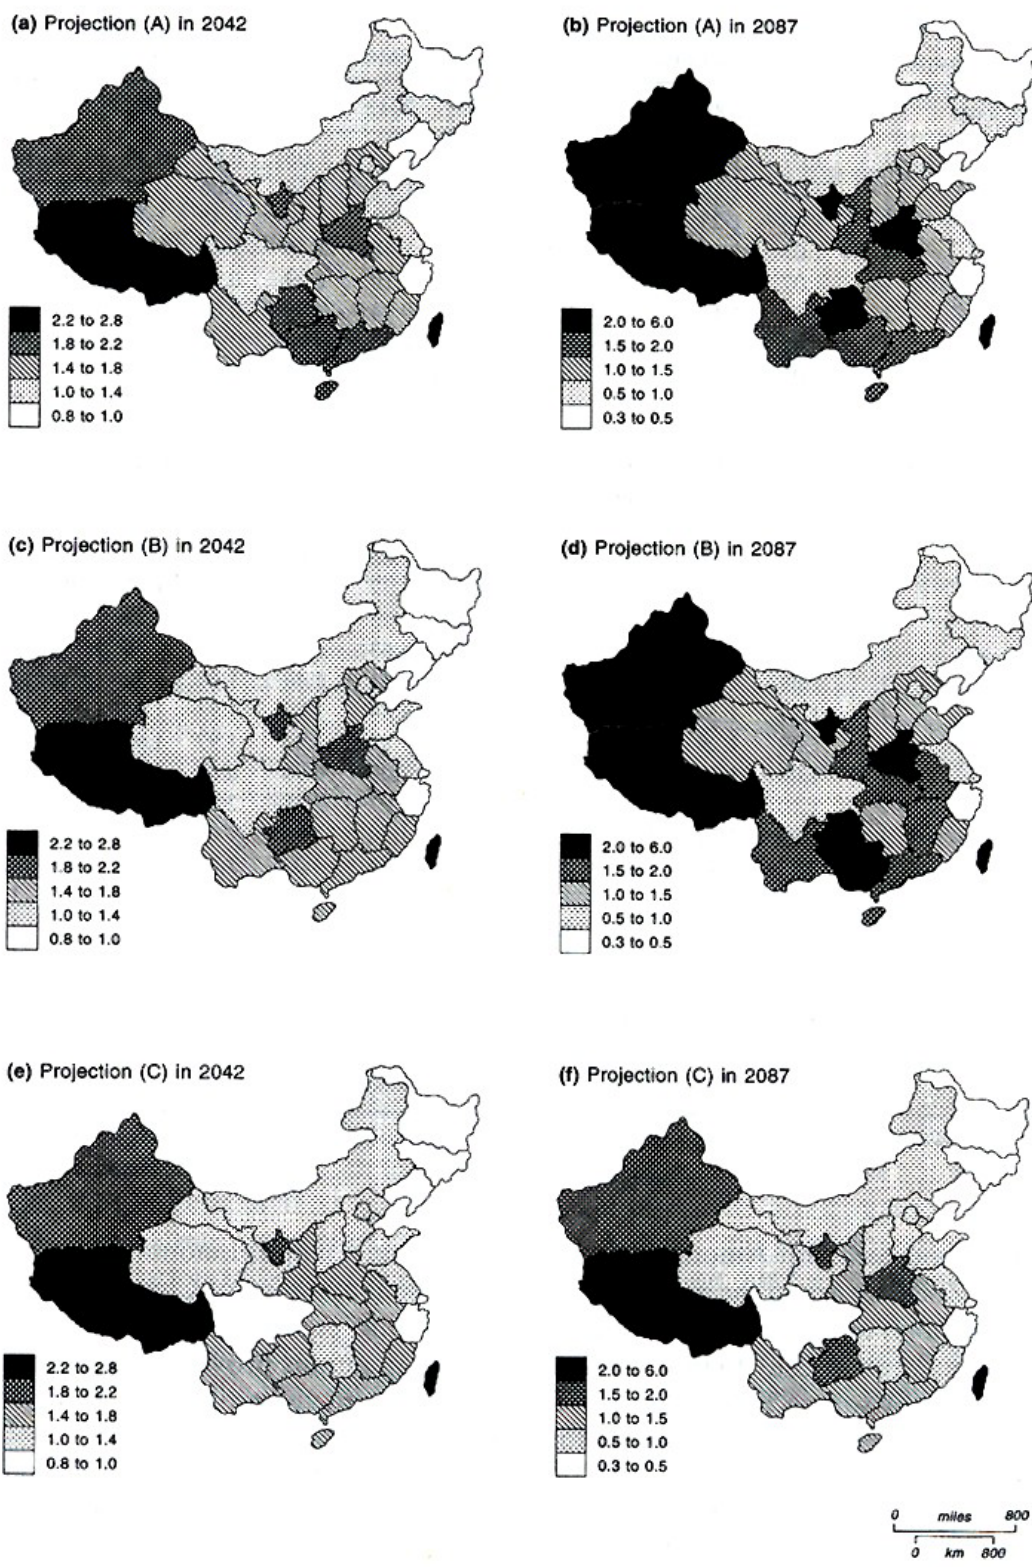 (a) Projection (A) in 2042
2.2 to 2.8
1.8 to 2.2
1.4 to 1.8
1.0 to 1.4
0.8 to 1.0
(b) Projection (A) in 2087
2.0 to 6.0
1.5 to 2.0
1.0 to 1.5
0.5 to 1.0
0.3 to 0.5
(c) Projection (B) in 2042
2.2 to 2.8
1.8 to 2.2
1.4 to 1.8
1.0 to 1.4
0.8 to 1.0
(d) Projection (B) in 2087
2.0 to 6.0
1.5 to 2.0
1.0 to 1.5
0.5 to 1.0
0.3 to 0.5
(e) Projection (C) in 2042
2.2 to 2.8
1.8 to 2.2
1.4 to 1.8
1.0 to 1.4
0.8 to 1.0
(f) Projection (C) in 2087
2.0 to 6.0
1.5 to 2.0
1.0 to 1.5
0.5 to 1.0
0.3 to 0.5
0 miles 800
0 km 800